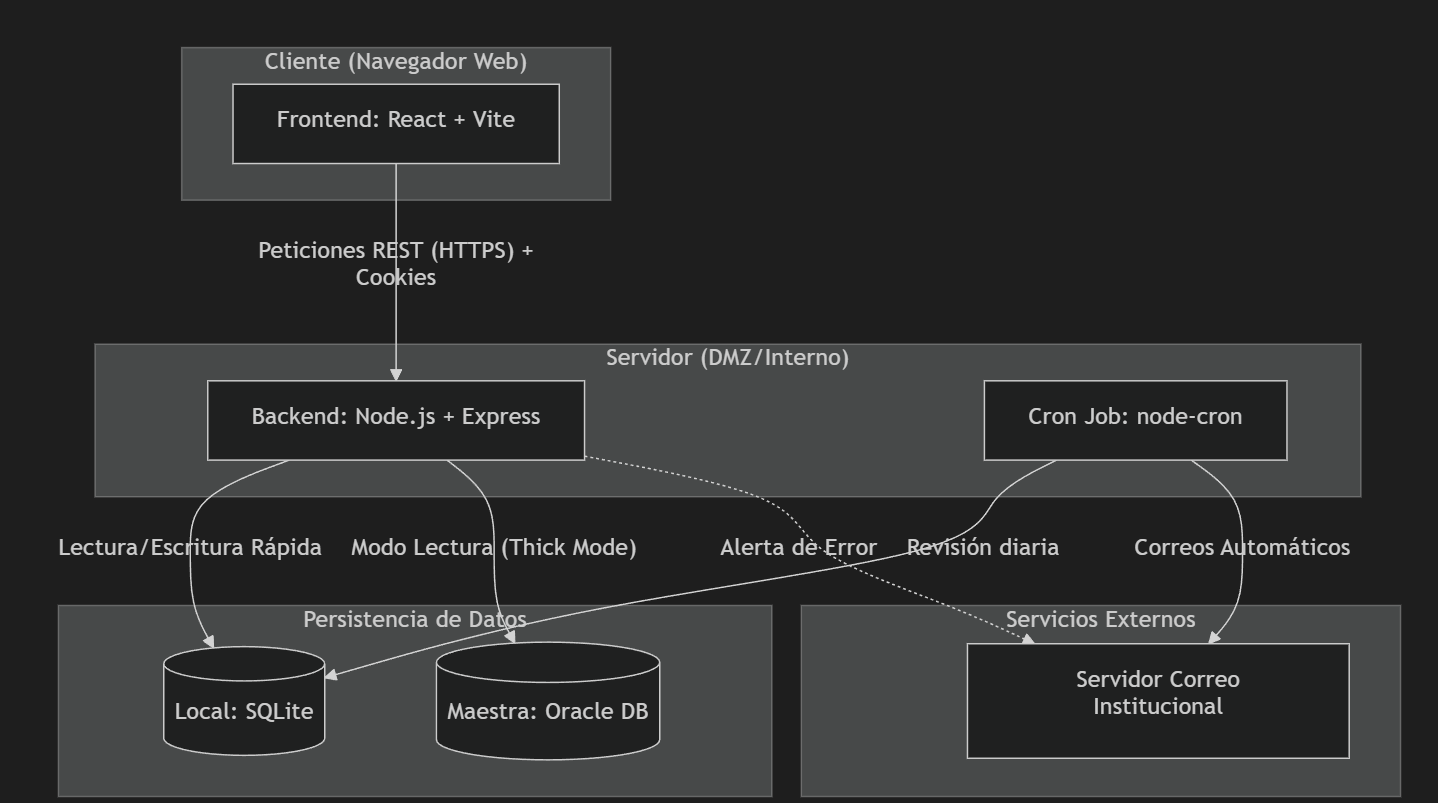 Cliente (Navegador Web)
Frontend: React + Vite
Peticiones REST (HTTPS) +
Cookies
Servidor (DMZ/Interno)
Backend: Node.js + Express
Cron Job: node-cron
Lectura/Escritura Rápida
Modo Lectura (Thick Mode)
Alerta de Error
Revisión diaria
Correos Automáticos
Persistencia de Datos
Servicios Externos
Local: SQLite
Maestra: Oracle DB
Servidor Correo
Institucional